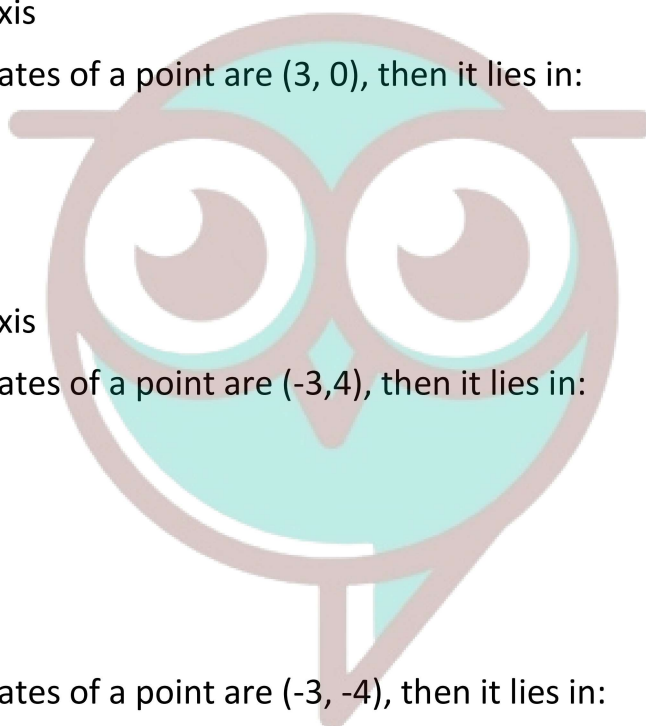 xis
ates of a point are (3, 0), then it lies in:
xis
ates of a point are (-3,4), then it lies in:
ates of a point are (-3, -4), then it lies in: